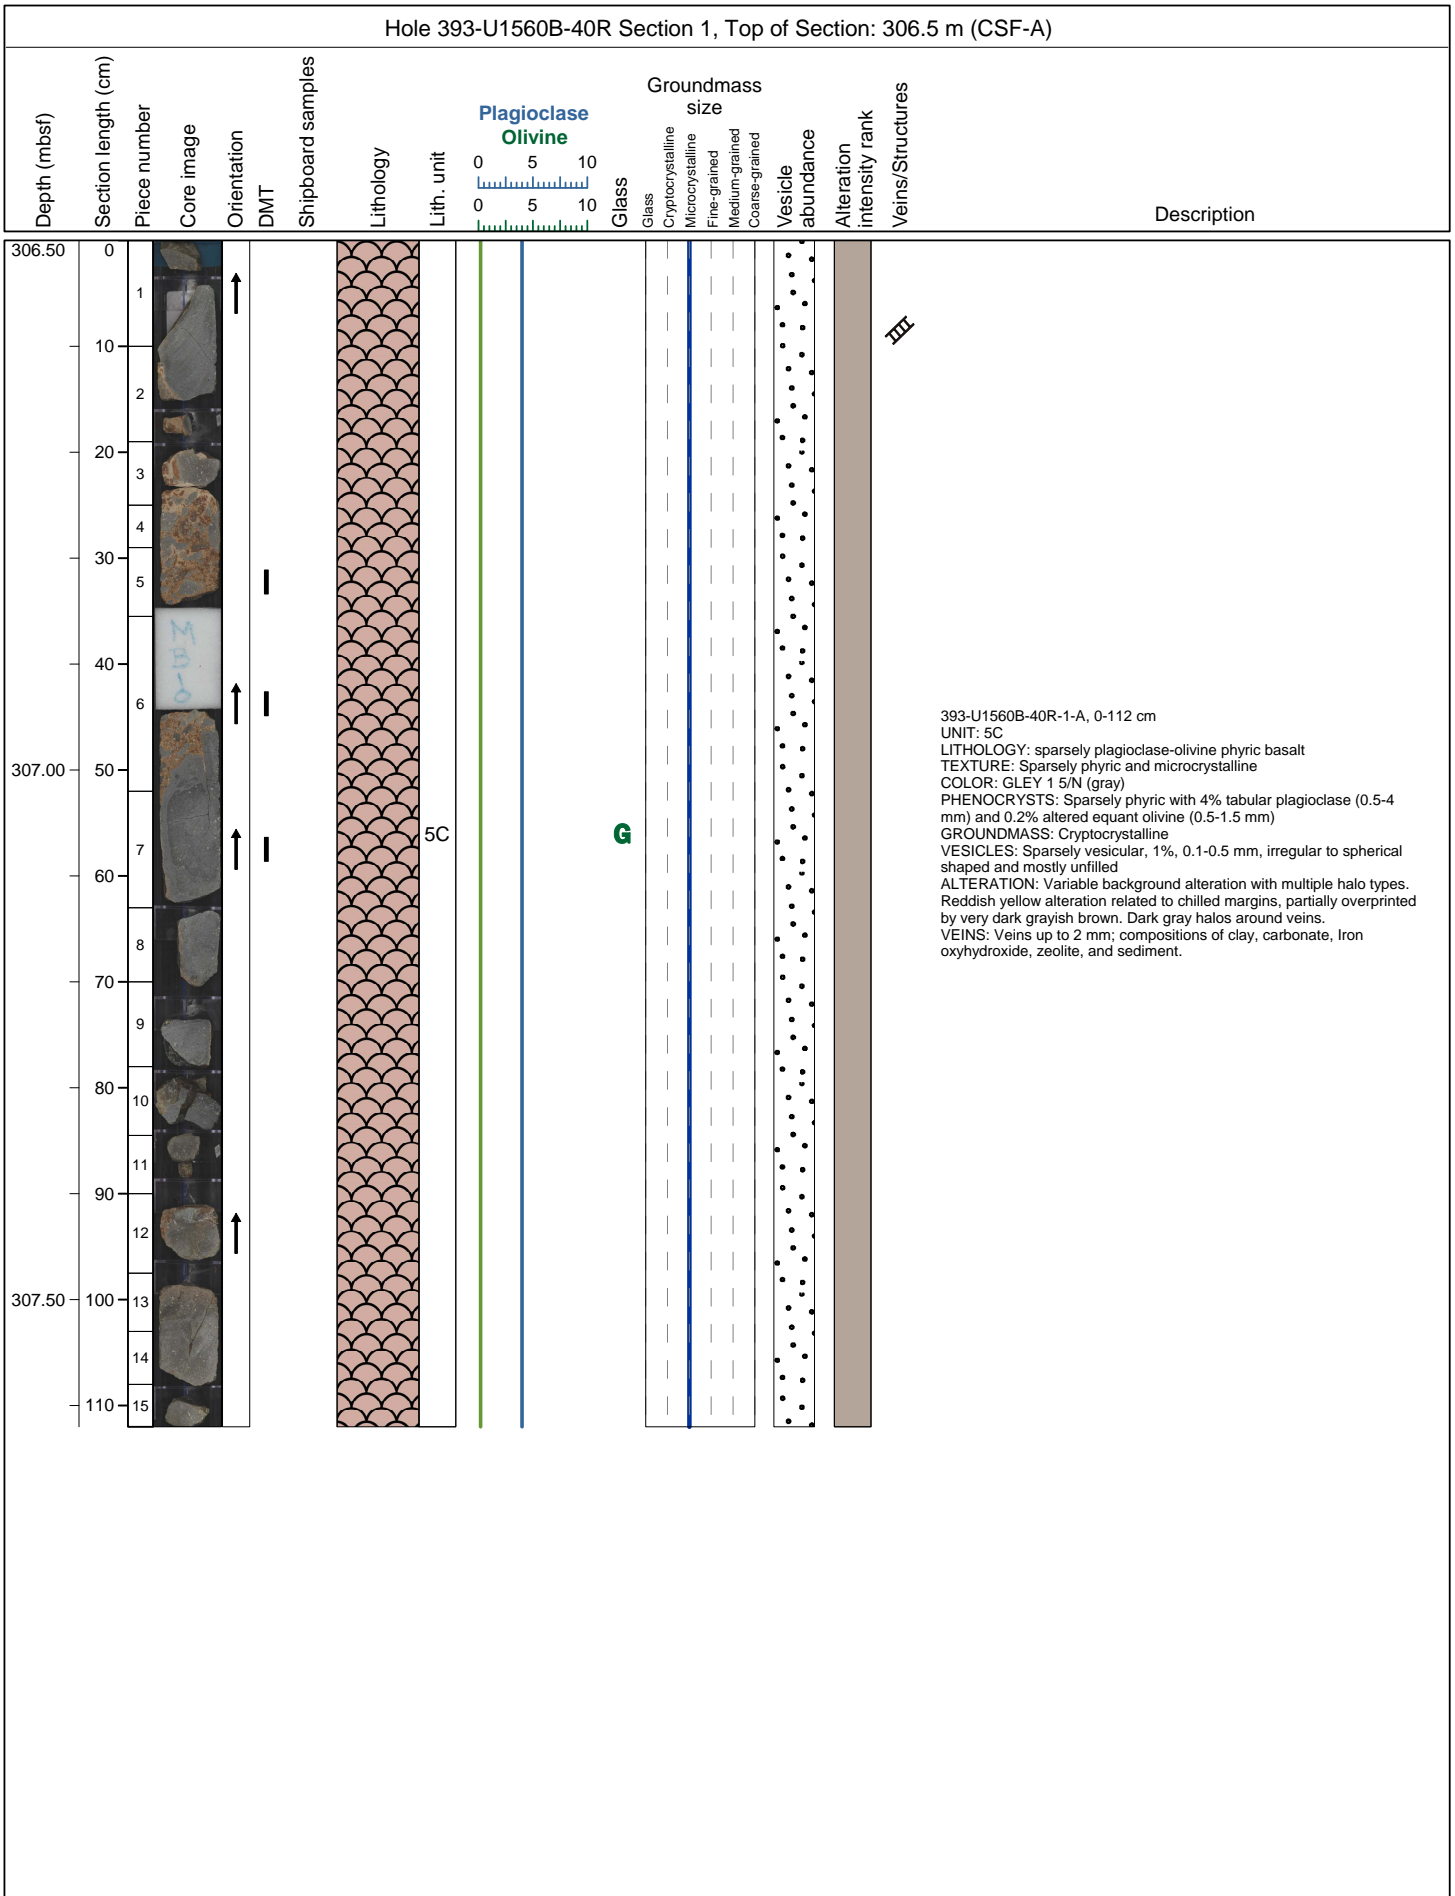 Hole 393-U1560B-40R Section 1, Top of Section: 306.5 m (CSF-A)
Depth (mbsf)
Section length (cm)
Piece number
Core image
Orientation
DMT
Shipboard samples
Lithology
Lith. unit
Plagioclase
Olivine
0 5 10
0 5 10
Glass
Groundmass
size
Glass
Cryptocrystalline
Microcrystalline
Fine-grained
Medium-grained
Coarse-grained
Vesicle
abundance
Alteration
intensity rank
Veins/Structures
Description
306.50
307.00
307.50
0
10
20
30
40
50
60
70
80
90
100
110
1
2
3
4
5
6
7
8
9
10
11
12
13
14
15
M
B
I
O
5C
G
393-U1560B-40R-1-A, 0-112 cm
UNIT: 5C
LITHOLOGY: sparsely plagioclase-olivine phyric basalt
TEXTURE: Sparsely phyric and microcrystalline
COLOR: GLEY 1 5/N (gray)
PHENOCRYSTS: Sparsely phyric with 4% tabular plagioclase (0.5-4
mm) and 0.2% altered equant olivine (0.5-1.5 mm)
GROUNDMASS: Cryptocrystalline
VESICLES: Sparsely vesicular, 1%, 0.1-0.5 mm, irregular to spherical
shaped and mostly unfilled
ALTERATION: Variable background alteration with multiple halo types.
Reddish yellow alteration related to chilled margins, partially overprinted
by very dark grayish brown. Dark gray halos around veins.
VEINS: Veins up to 2 mm; compositions of clay, carbonate, Iron
oxyhydroxide, zeolite, and sediment.